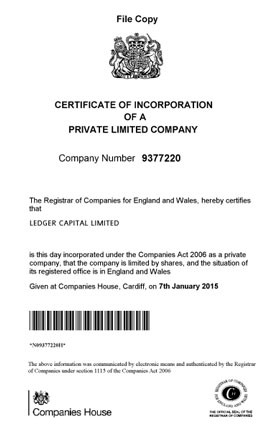 File Copy
CERTIFICATE OF INCORPORATION
OF A
PRIVATE LIMITED COMPANY
Company Number 9377220
The Registrar of Companies for England and Wales, hereby certifies
that
LEDGER CAPITAL LIMITED
is this day incorporated under the Companies Act 2006 as a private
company, that the company is limited by shares, and the situation of
its registered office is in England and Wales
Given at Companies House, Cardiff, on 7th January 2015
*N09377220H*
The above information was communicated by electronic means and authenticated by the Registrar
of Companies under section 1115 of the Companies Act 2006
Companies House
THE OFFICIAL SEAL OF THE
REGISTRAR OF COMPANIES